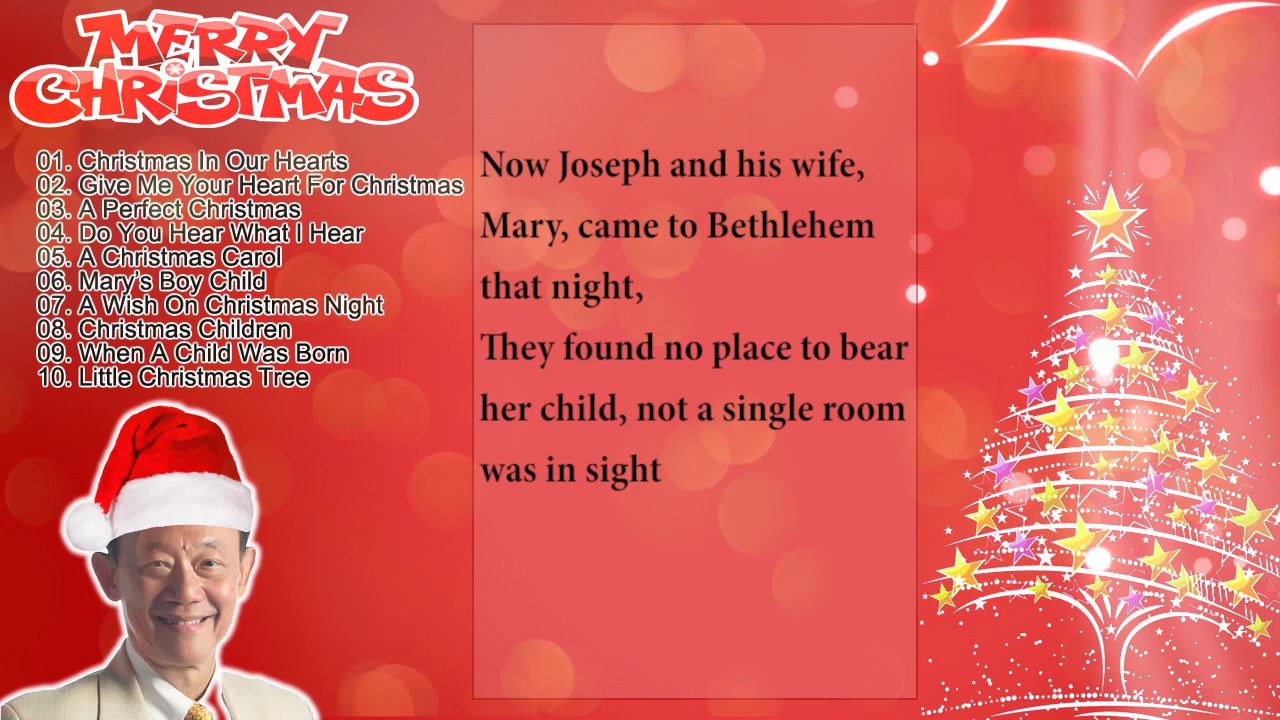 MERRY
CHRISTMAS
01. Christmas In Our Hearts
02. Give Me Your Heart For Christmas
03. A Perfect Christmas
04. Do You Hear What I Hear
05. A Christmas Carol
06. Mary's Boy Child
07. A Wish On Christmas Night
08. Christmas Children
09. When A Child Was Born
10. Little Christmas Tree
Now Joseph and his wife,
Mary, came to Bethlehem
that night,
They found no place to bear
her child, not a single room
was in sight